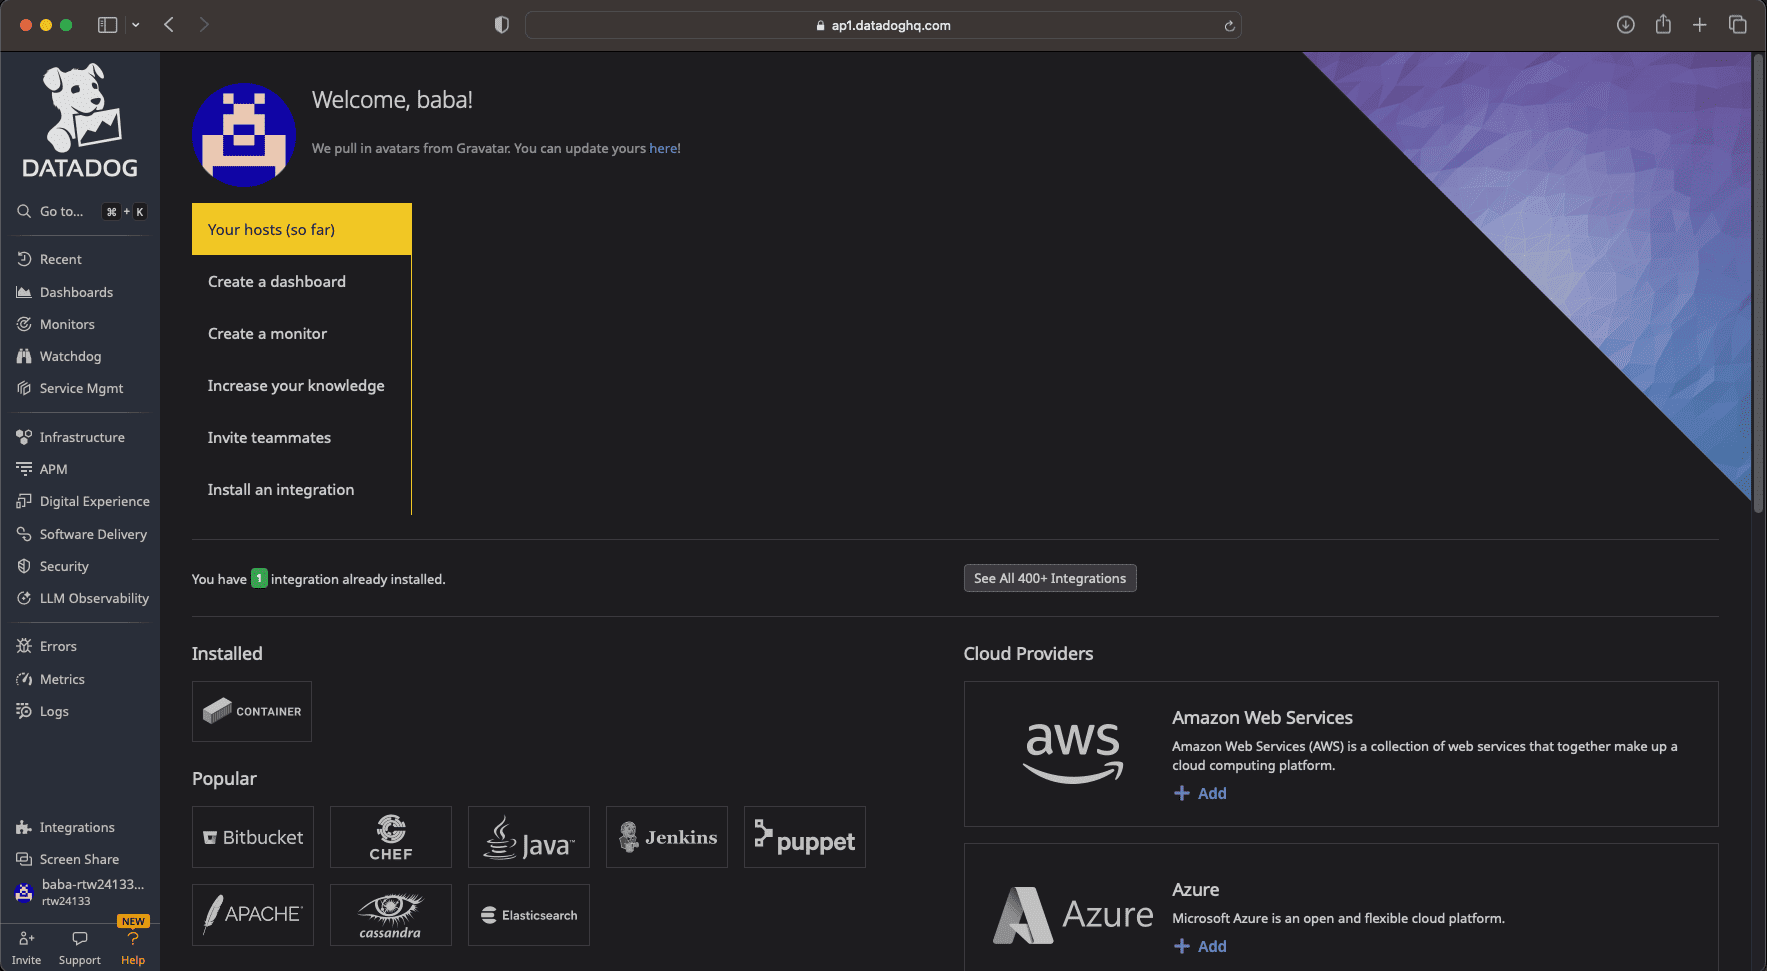 ap1.datadoghq.com
DATADOG
Go to... ⌘ + K
Recent
Dashboards
Monitors
Watchdog
Service Mgmt
Infrastructure
APM
Digital Experience
Software Delivery
Security
LLM Observability
Errors
Metrics
Logs
Integrations
Screen Share
baba-rtw24133...
rtw24133
NEW
Invite
Support
? Help
Welcome, baba!
We pull in avatars from Gravatar. You can update yours here!
Your hosts (so far)
Create a dashboard
Create a monitor
Increase your knowledge
Invite teammates
Install an integration
You have 1 integration already installed.
See All 400+ Integrations
Installed
CONTAINER
Popular
Bitbucket
CHEF
Java™
Jenkins
puppet
APACHE
cassandra
Elasticsearch
Cloud Providers
aws
Amazon Web Services
Amazon Web Services (AWS) is a collection of web services that together make up a
cloud computing platform.
+ Add
Azure
Azure
Microsoft Azure is an open and flexible cloud platform.
+ Add